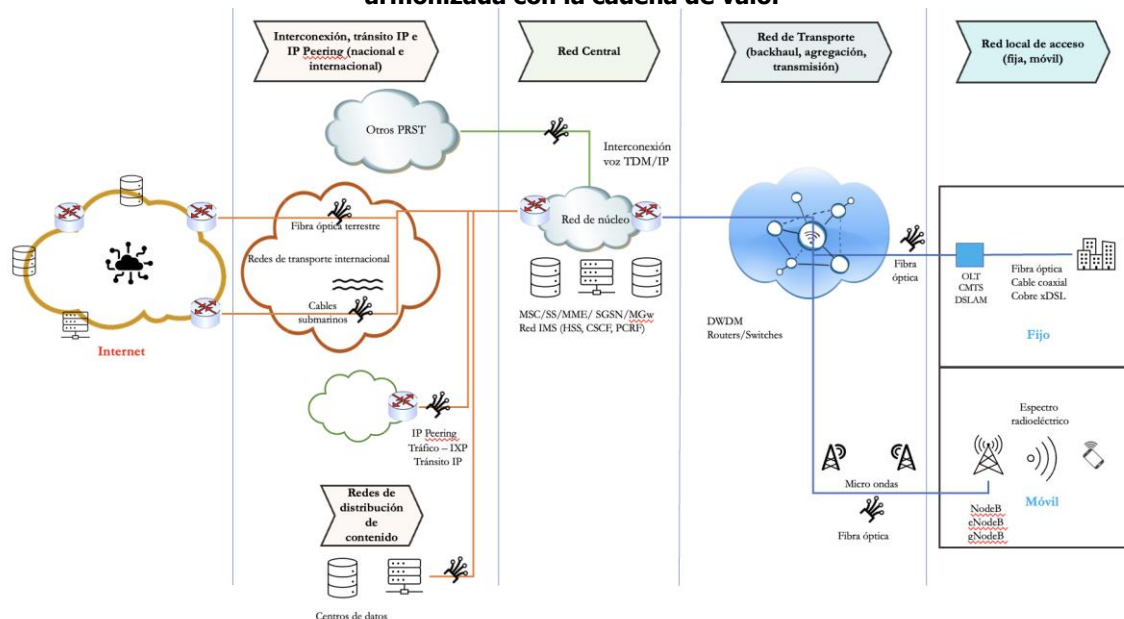 armonizada con la cadena de valor
Interconexión, tránsito IP e
IP Peering (nacional e
internacional)
Red Central
Red de Transporte
(backhaul, agregación,
transmisión)
Red local de acceso
(fija, móvil)
Otros PRST
Interconexión
voz TDM/IP
Fibra óptica terrestre
Redes de transporte internacional
Cables
submarinos
Internet
Red de núcleo
MSC/SS/MME/ SGSN/MGw
Red IMS (HSS, CSCF, PCRF)
Fibra
óptica
DWDM
Routers/Switches
OLT
CMTS
DSLAM
Fibra óptica
Cable coaxial
Cobre xDSL
Fijo
IP Peering
Tráfico – IXP
Tránsito IP
Espectro
radioeléctrico
Micro ondas
Fibra óptica
NodeB
eNodeB
gNodeB
Móvil
Redes de
distribución
de
contenido
Centros de datos